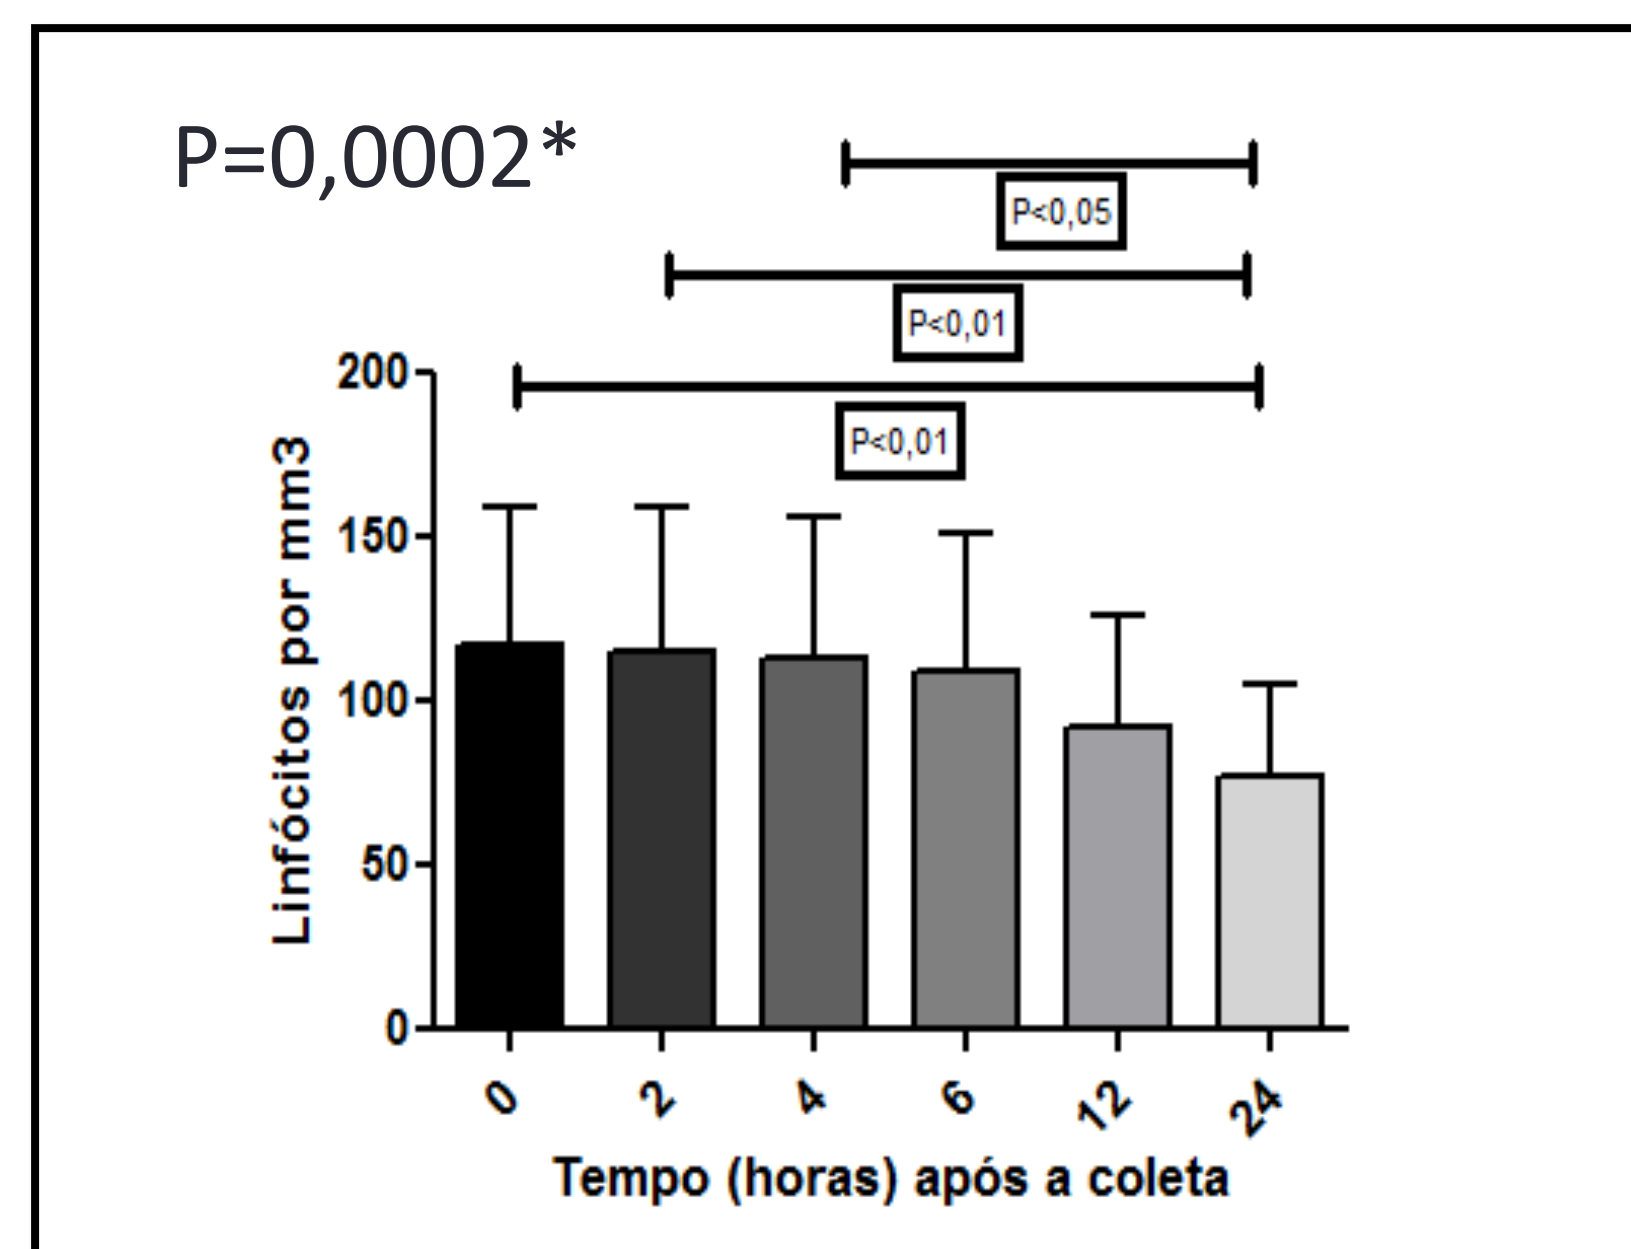 P=0,0002*
P<0,05
P<0,01
P<0,01
Linfócitos por mm3
200
150
100
50
0
0 2 4 6 12 24
Tempo (horas) após a coleta